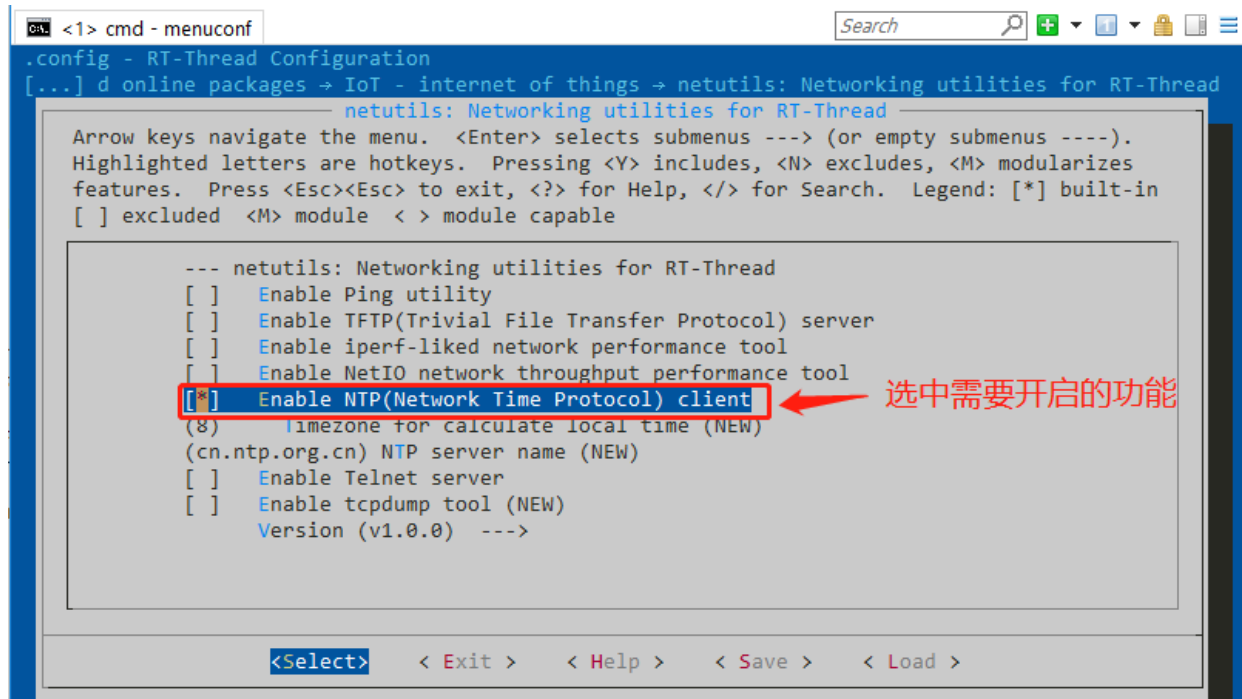 <1> cmd - menuconf
Search
.config - RT-Thread Configuration
[...] d online packages → IoT - internet of things → netutils: Networking utilities for RT-Thread
netutils: Networking utilities for RT-Thread
Arrow keys navigate the menu.  <Enter> selects submenus ---> (or empty submenus ----).
Highlighted letters are hotkeys.  Pressing <Y> includes, <N> excludes, <M> modularizes
features.  Press <Esc><Esc> to exit, <?> for Help, </> for Search.  Legend: [*] built-in
[ ] excluded  <M> module  < > module capable
--- netutils: Networking utilities for RT-Thread
[ ]   Enable Ping utility
[ ]   Enable TFTP(Trivial File Transfer Protocol) server
[ ]   Enable iperf-liked network performance tool
[ ]   Enable NetIO network throughput performance tool
[*]   Enable NTP(Network Time Protocol) client
选中需要开启的功能
(8)     Timezone for calculate local time (NEW)
(cn.ntp.org.cn) NTP server name (NEW)
[ ]   Enable Telnet server
[ ]   Enable tcpdump tool (NEW)
Version (v1.0.0)  --->
<Select>    < Exit >    < Help >    < Save >    < Load >